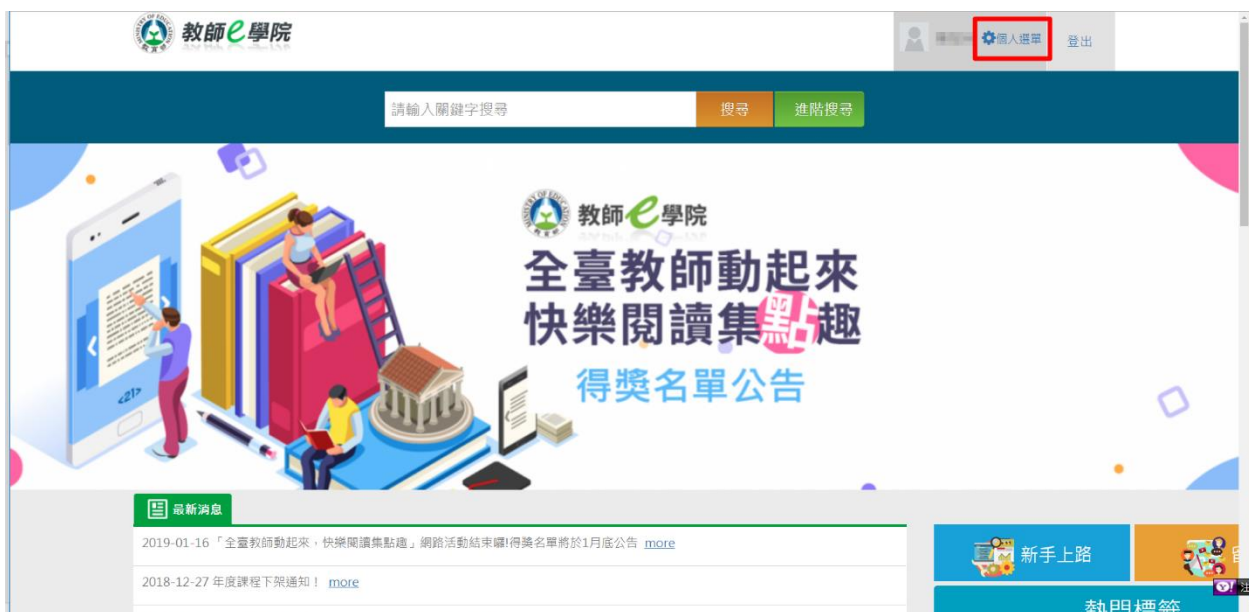 教師e學院
個人選單
登出
請輸入關鍵字搜尋
搜尋
進階搜尋
教師e學院
全臺教師動起來
快樂閱讀集點趣
得獎名單公告
<21>
最新消息
2019-01-16 「全臺教師動起來，快樂閱讀集點趣」網路活動結束囉!得獎名單將於1月底公告 more
2018-12-27 年度課程下架通知！ more
新手上路
熱門標籤